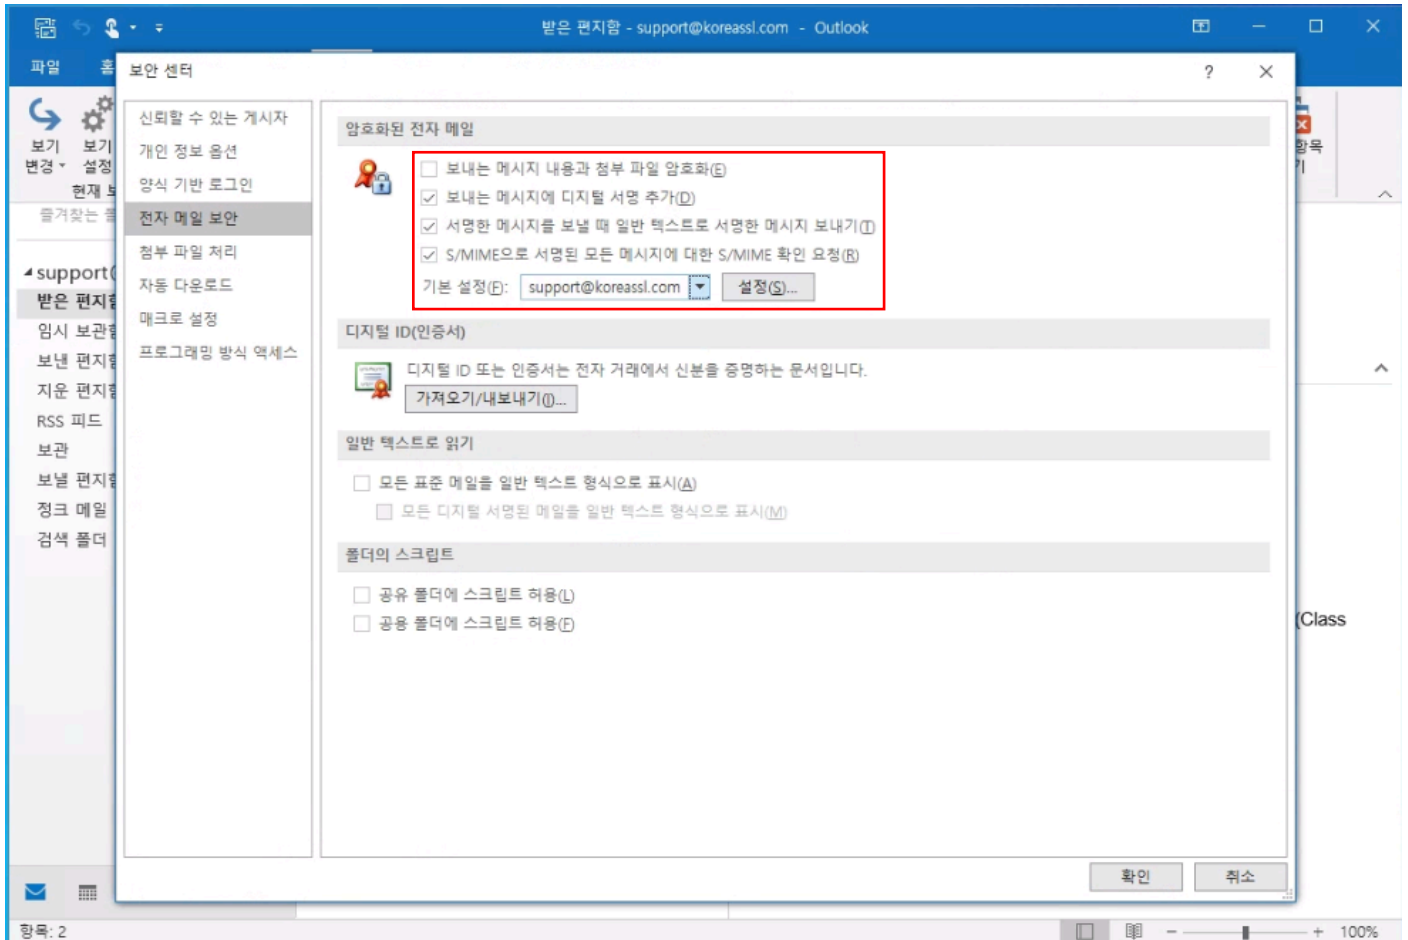 받은 편지함 - support@koreassl.com - Outlook
파일 홈
보안 센터
보기 변경
보기 설정
현재 보
즐겨찾는
support(
받은 편지함
임시 보관함
보낸 편지함
지운 편지함
RSS 피드
보관
보낼 편지함
정크 메일
검색 폴더
신뢰할 수 있는 게시자
개인 정보 옵션
양식 기반 로그인
전자 메일 보안
첨부 파일 처리
자동 다운로드
매크로 설정
프로그래밍 방식 액세스
암호화된 전자 메일
보내는 메시지 내용과 첨부 파일 암호화(E)
보내는 메시지에 디지털 서명 추가(D)
서명한 메시지를 보낼 때 일반 텍스트로 서명한 메시지 보내기(T)
S/MIME으로 서명된 모든 메시지에 대한 S/MIME 확인 요청(R)
기본 설정(F): support@koreassl.com 설정(S)...
디지털 ID(인증서)
디지털 ID 또는 인증서는 전자 거래에서 신분을 증명하는 문서입니다.
가져오기/내보내기(I)...
일반 텍스트로 읽기
모든 표준 메일을 일반 텍스트 형식으로 표시(A)
모든 디지털 서명된 메일을 일반 텍스트 형식으로 표시(M)
폴더의 스크립트
공유 폴더에 스크립트 허용(L)
공용 폴더에 스크립트 허용(F)
확인 취소
항목
기
(Class
항목: 2
100%